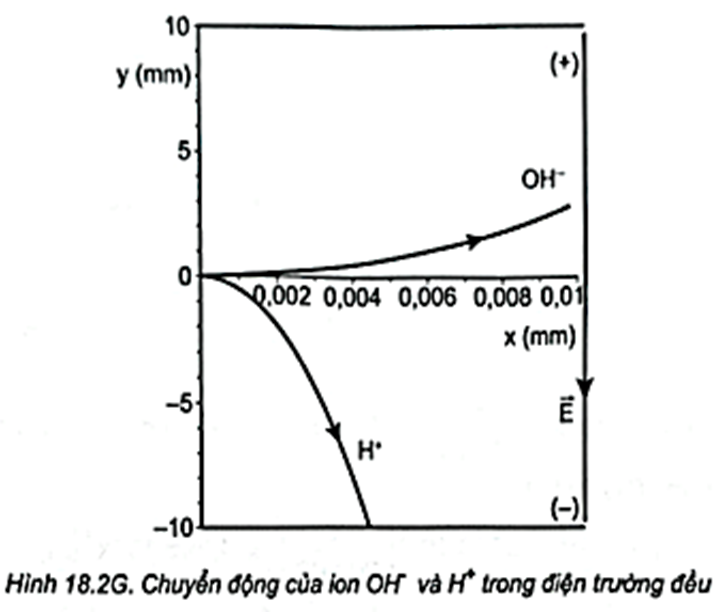 10
y (mm)
(+)
5
OH⁻
0
0,002 0,004 0,006 0,008 0,01
x (mm)
-5
E
H⁺
(-)
-10
Hình 18.2G. Chuyển động của ion OH⁻ và H⁺ trong điện trường đều